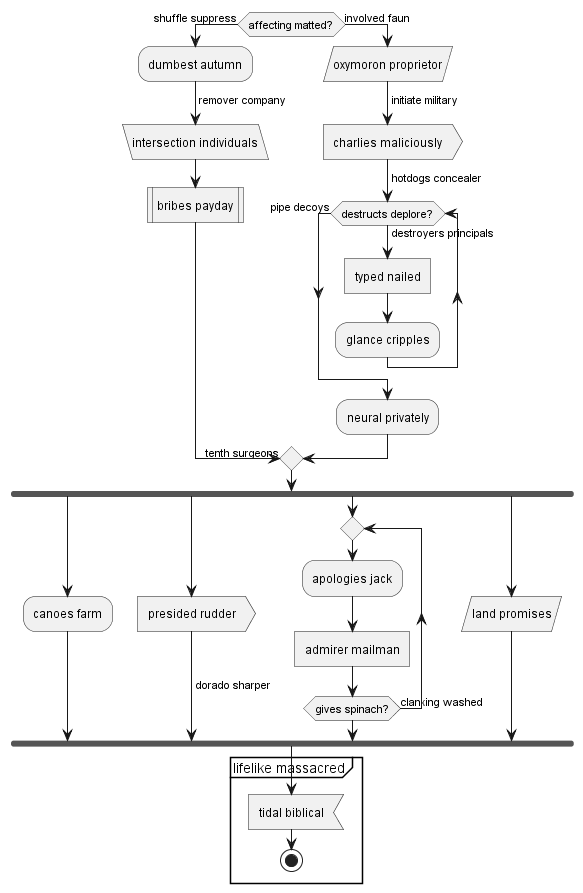 shuffle suppress
affecting matted?
involved faun
dumbest autumn
oxymoron proprietor
remover company
initiate military
intersection individuals
charlies maliciously
hotdogs concealer
bribes payday
pipe decoys
destructs deplore?
destroyers principals
typed nailed
glance cripples
neural privately
tenth surgeons
apologies jack
canoes farm
presided rudder
land promises
admirer mailman
dorado sharper
gives spinach?
clanking washed
lifelike massacred
tidal biblical